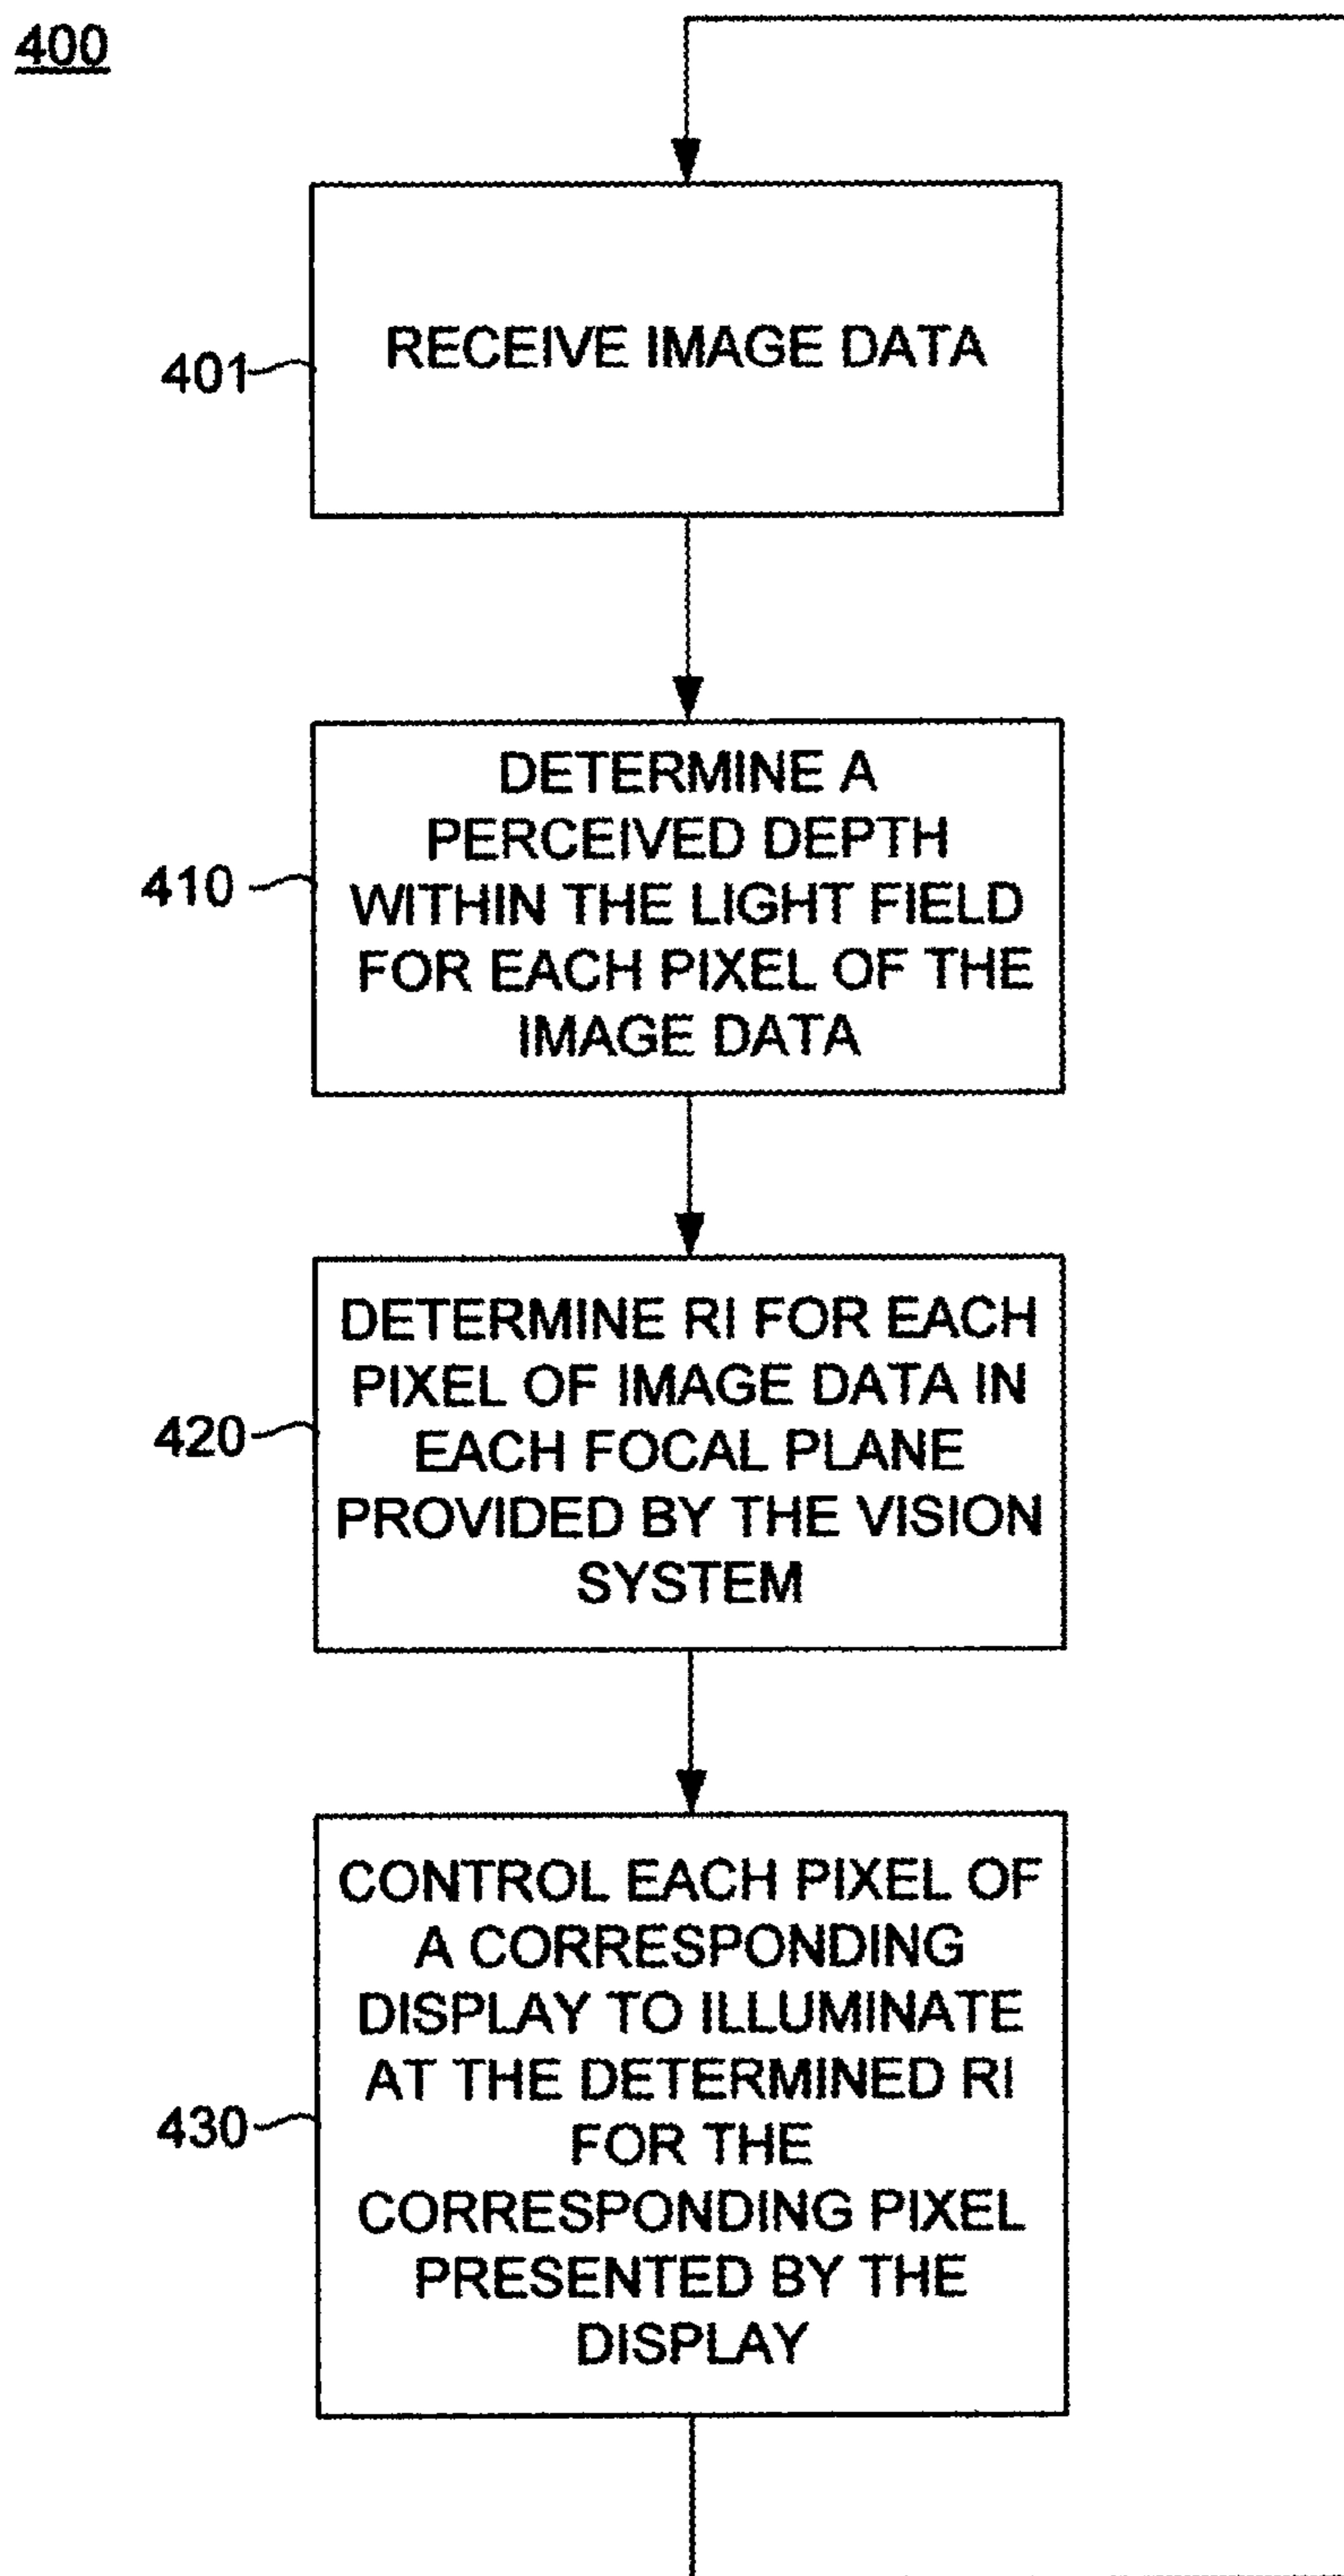 400
RECEIVE IMAGE DATA
401
DETERMINE A
PERCEIVED DEPTH
WITHIN THE LIGHT FIELD
FOR EACH PIXEL OF THE
IMAGE DATA
410
DETERMINE RI FOR EACH
PIXEL OF IMAGE DATA IN
EACH FOCAL PLANE
PROVIDED BY THE VISION
SYSTEM
420
CONTROL EACH PIXEL OF
A CORRESPONDING
DISPLAY TO ILLUMINATE
AT THE DETERMINED RI
FOR THE
CORRESPONDING PIXEL
PRESENTED BY THE
DISPLAY
430